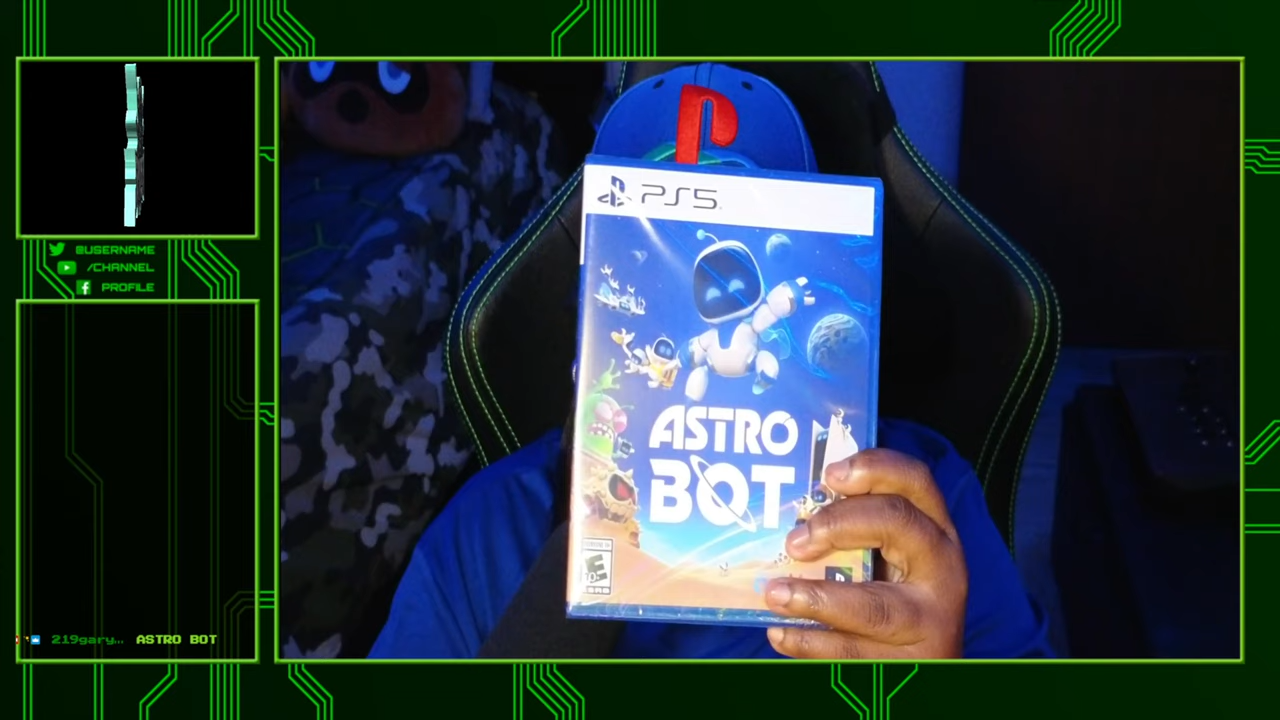 PS5
ASTRO
BOT
E
@USERNAME
/CHANNEL
PROFILE
219gary... ASTRO BOT